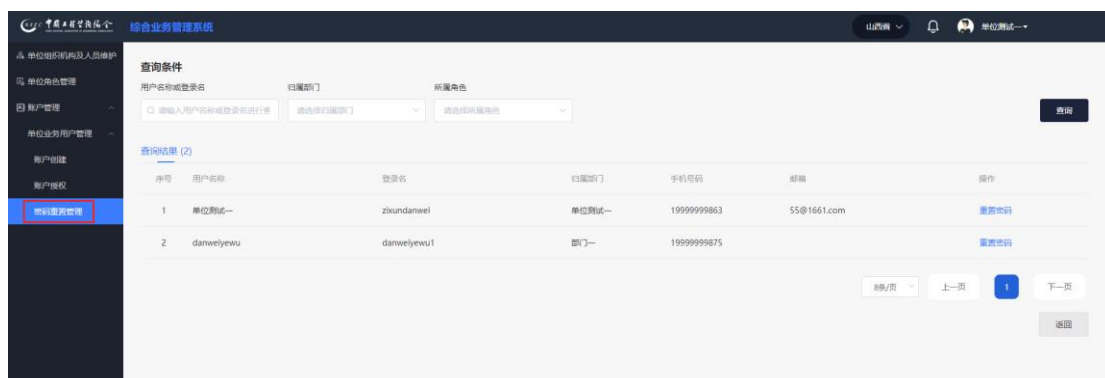 中国工程咨询协会 综合业务管理系统 山西省 单位测试一
单位组织机构及人员维护
单位角色管理
账户管理
单位业务用户管理
账户创建
账户授权
密码重置管理
查询条件
用户名称或登录名 归属部门 所属角色
请输入用户名称或登录名进行查 请选择归属部门 请选择所属角色 查询
查询结果 (2)
序号 用户名称 登录名 归属部门 手机号码 邮箱 操作
1 单位测试一 zixundanwei 单位测试一 19999999863 55@1661.com 重置密码
2 danweiyewu danweiyewu1 部门一 19999999875 重置密码
8条/页 上一页 1 下一页
返回